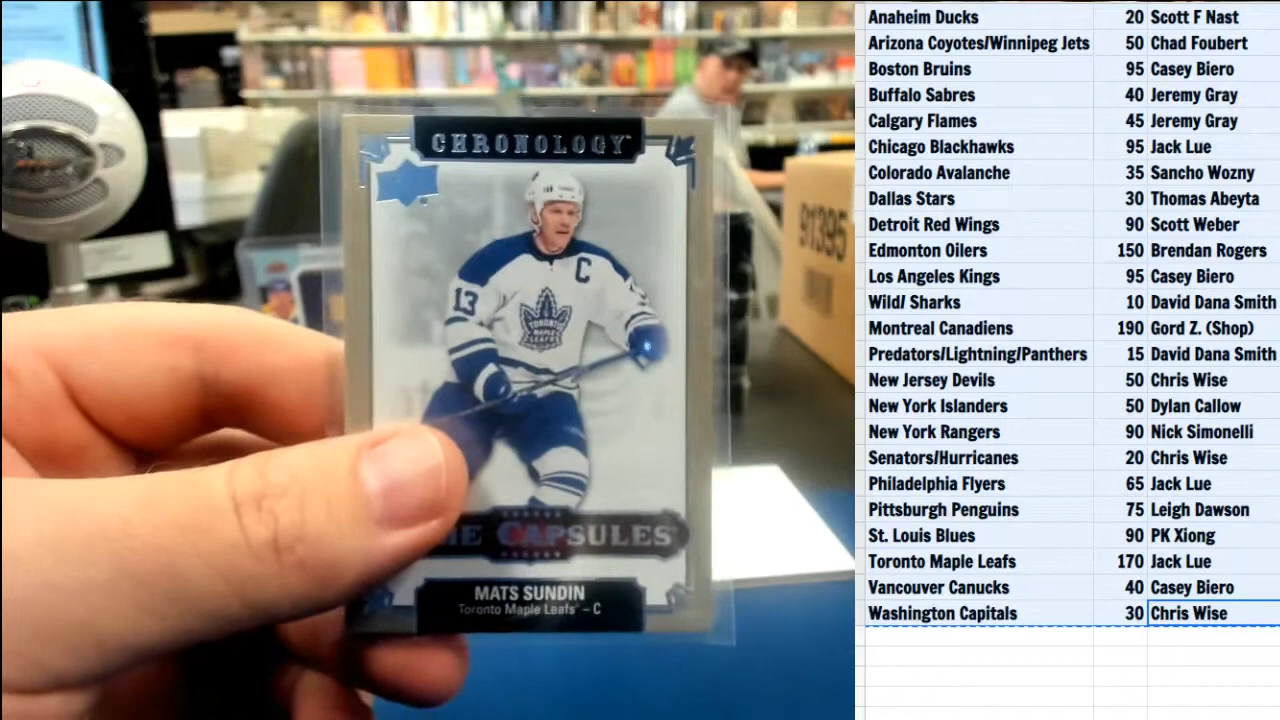 CHRONOLOGY
C
13
TORONTO
MAPLE
LEAFS
CAPSULES
MATS SUNDIN
Toronto Maple Leafs - C
91395
Anaheim Ducks 20 Scott F Nast
Arizona Coyotes/Winnipeg Jets 50 Chad Foubert
Boston Bruins 95 Casey Biero
Buffalo Sabres 40 Jeremy Gray
Calgary Flames 45 Jeremy Gray
Chicago Blackhawks 95 Jack Lue
Colorado Avalanche 35 Sancho Wozny
Dallas Stars 30 Thomas Abeyta
Detroit Red Wings 90 Scott Weber
Edmonton Oilers 150 Brendan Rogers
Los Angeles Kings 95 Casey Biero
Wild/ Sharks 10 David Dana Smith
Montreal Canadiens 190 Gord Z. (Shop)
Predators/Lightning/Panthers 15 David Dana Smith
New Jersey Devils 50 Chris Wise
New York Islanders 50 Dylan Callow
New York Rangers 90 Nick Simonelli
Senators/Hurricanes 20 Chris Wise
Philadelphia Flyers 65 Jack Lue
Pittsburgh Penguins 75 Leigh Dawson
St. Louis Blues 90 PK Xiong
Toronto Maple Leafs 170 Jack Lue
Vancouver Canucks 40 Casey Biero
Washington Capitals 30 Chris Wise